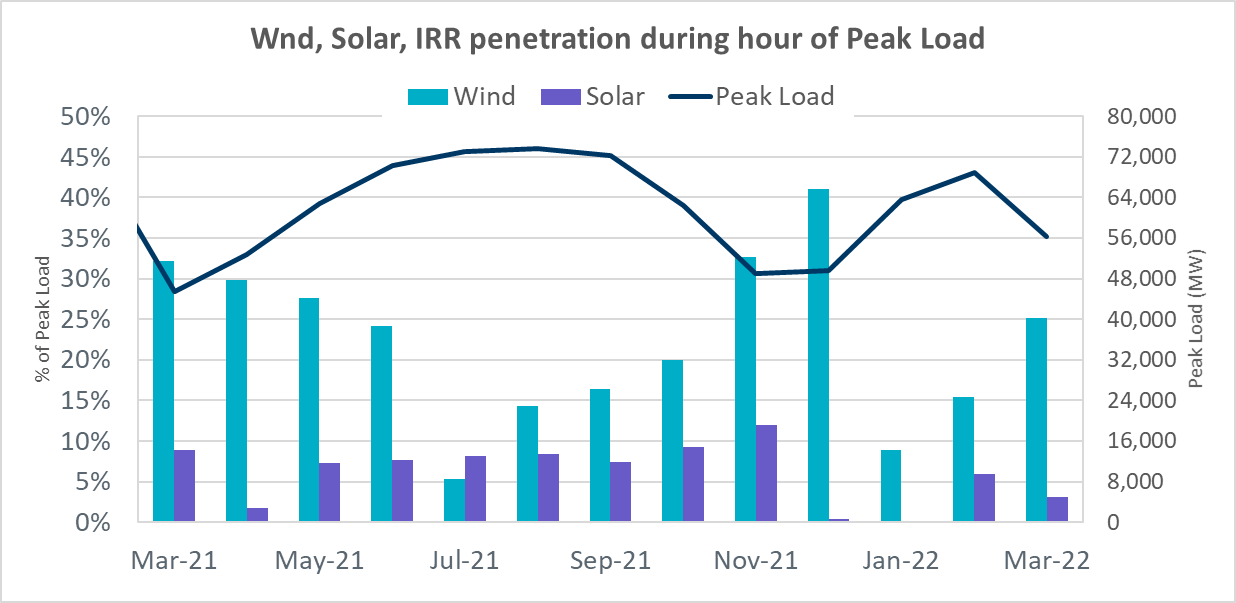 Wnd, Solar, IRR penetration during hour of Peak Load
Wind Solar Peak Load
50% 80,000
45% 72,000
40% 64,000
35% 56,000
30% 48,000
25% 40,000
20% 32,000
15% 24,000
10% 16,000
5% 8,000
0% 0
% of Peak Load
Peak Load (MW)
Mar-21 May-21 Jul-21 Sep-21 Nov-21 Jan-22 Mar-22